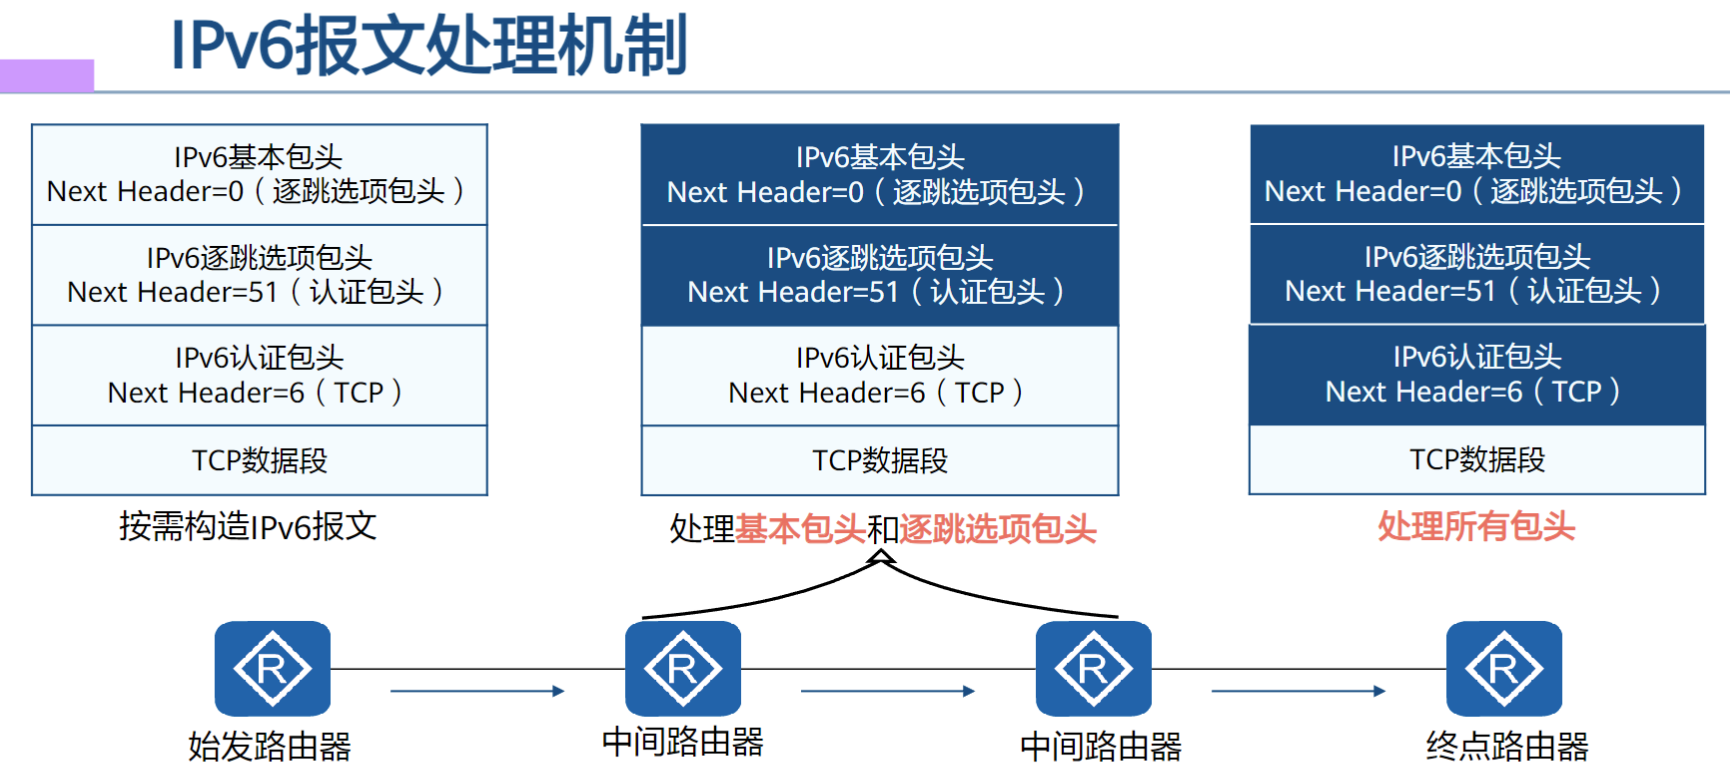 IPv6报文处理机制
IPv6基本包头
Next Header=0（逐跳选项包头）
IPv6逐跳选项包头
Next Header=51（认证包头）
IPv6认证包头
Next Header=6（TCP）
TCP数据段
按需构造IPv6报文
IPv6基本包头
Next Header=0（逐跳选项包头）
IPv6逐跳选项包头
Next Header=51（认证包头）
IPv6认证包头
Next Header=6（TCP）
TCP数据段
处理基本包头和逐跳选项包头
IPv6基本包头
Next Header=0（逐跳选项包头）
IPv6逐跳选项包头
Next Header=51（认证包头）
IPv6认证包头
Next Header=6（TCP）
TCP数据段
处理所有包头
R
R
R
R
始发路由器
中间路由器
中间路由器
终点路由器